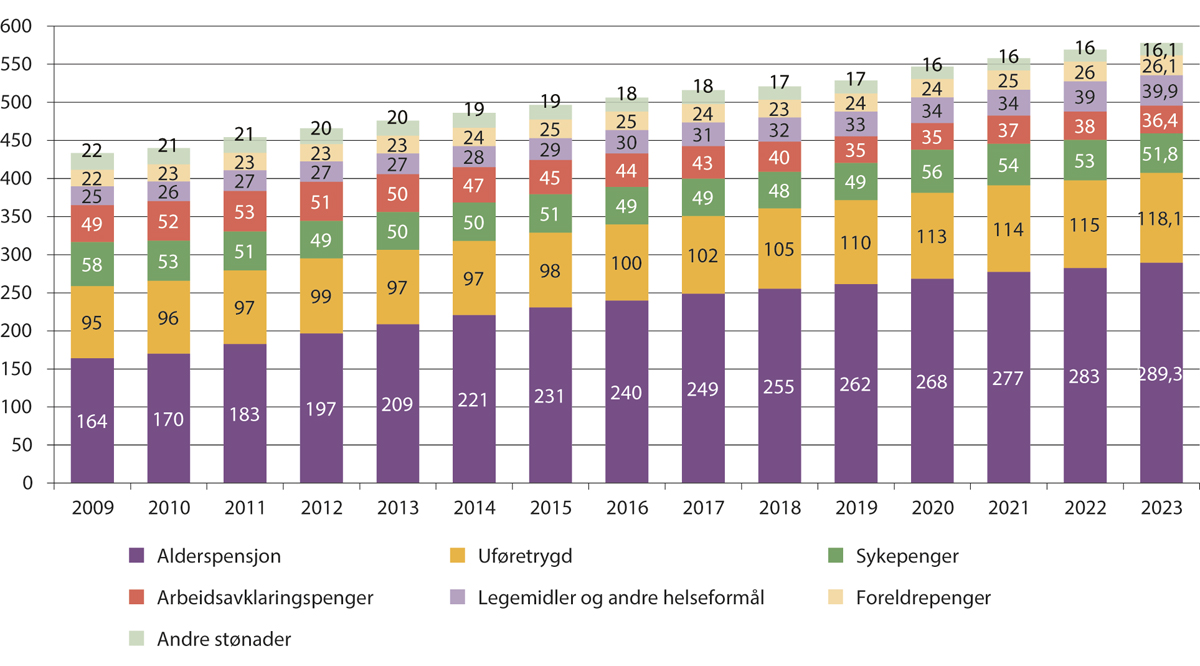 600
550
500
450
400
350
300
250
200
150
100
50
0
22 21 21 20 20 19 19 18 18 17 17 16 16 16 16,1
22 23 23 23 23 24 25 25 24 23 24 24 25 26 26,1
25 26 27 27 27 28 29 30 31 32 33 34 34 39 39,9
49 52 53 51 50 47 45 44 43 40 35 35 37 38 36,4
58 53 51 49 50 50 51 49 49 48 49 56 54 53 51,8
95 96 97 99 97 97 98 100 102 105 110 113 114 115 118,1
164 170 183 197 209 221 231 240 249 255 262 268 277 283 289,3
2009 2010 2011 2012 2013 2014 2015 2016 2017 2018 2019 2020 2021 2022 2023
Alderspensjon Uføretrygd Sykepenger
Arbeidsavklaringspenger Legemidler og andre helseformål Foreldrepenger
Andre stønader